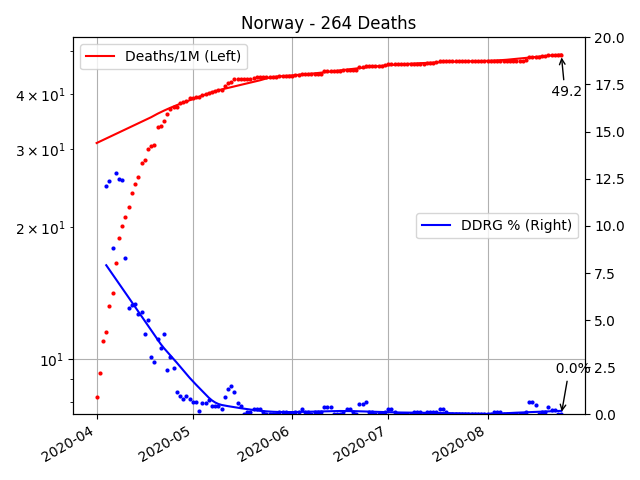 Norway - 264 Deaths
Deaths/1M (Left)
DDRG % (Right)
49.2
0.0%
4 × 10¹
3 × 10¹
2 × 10¹
10¹
20.0
17.5
15.0
12.5
10.0
7.5
5.0
2.5
0.0
2020-04
2020-05
2020-06
2020-07
2020-08